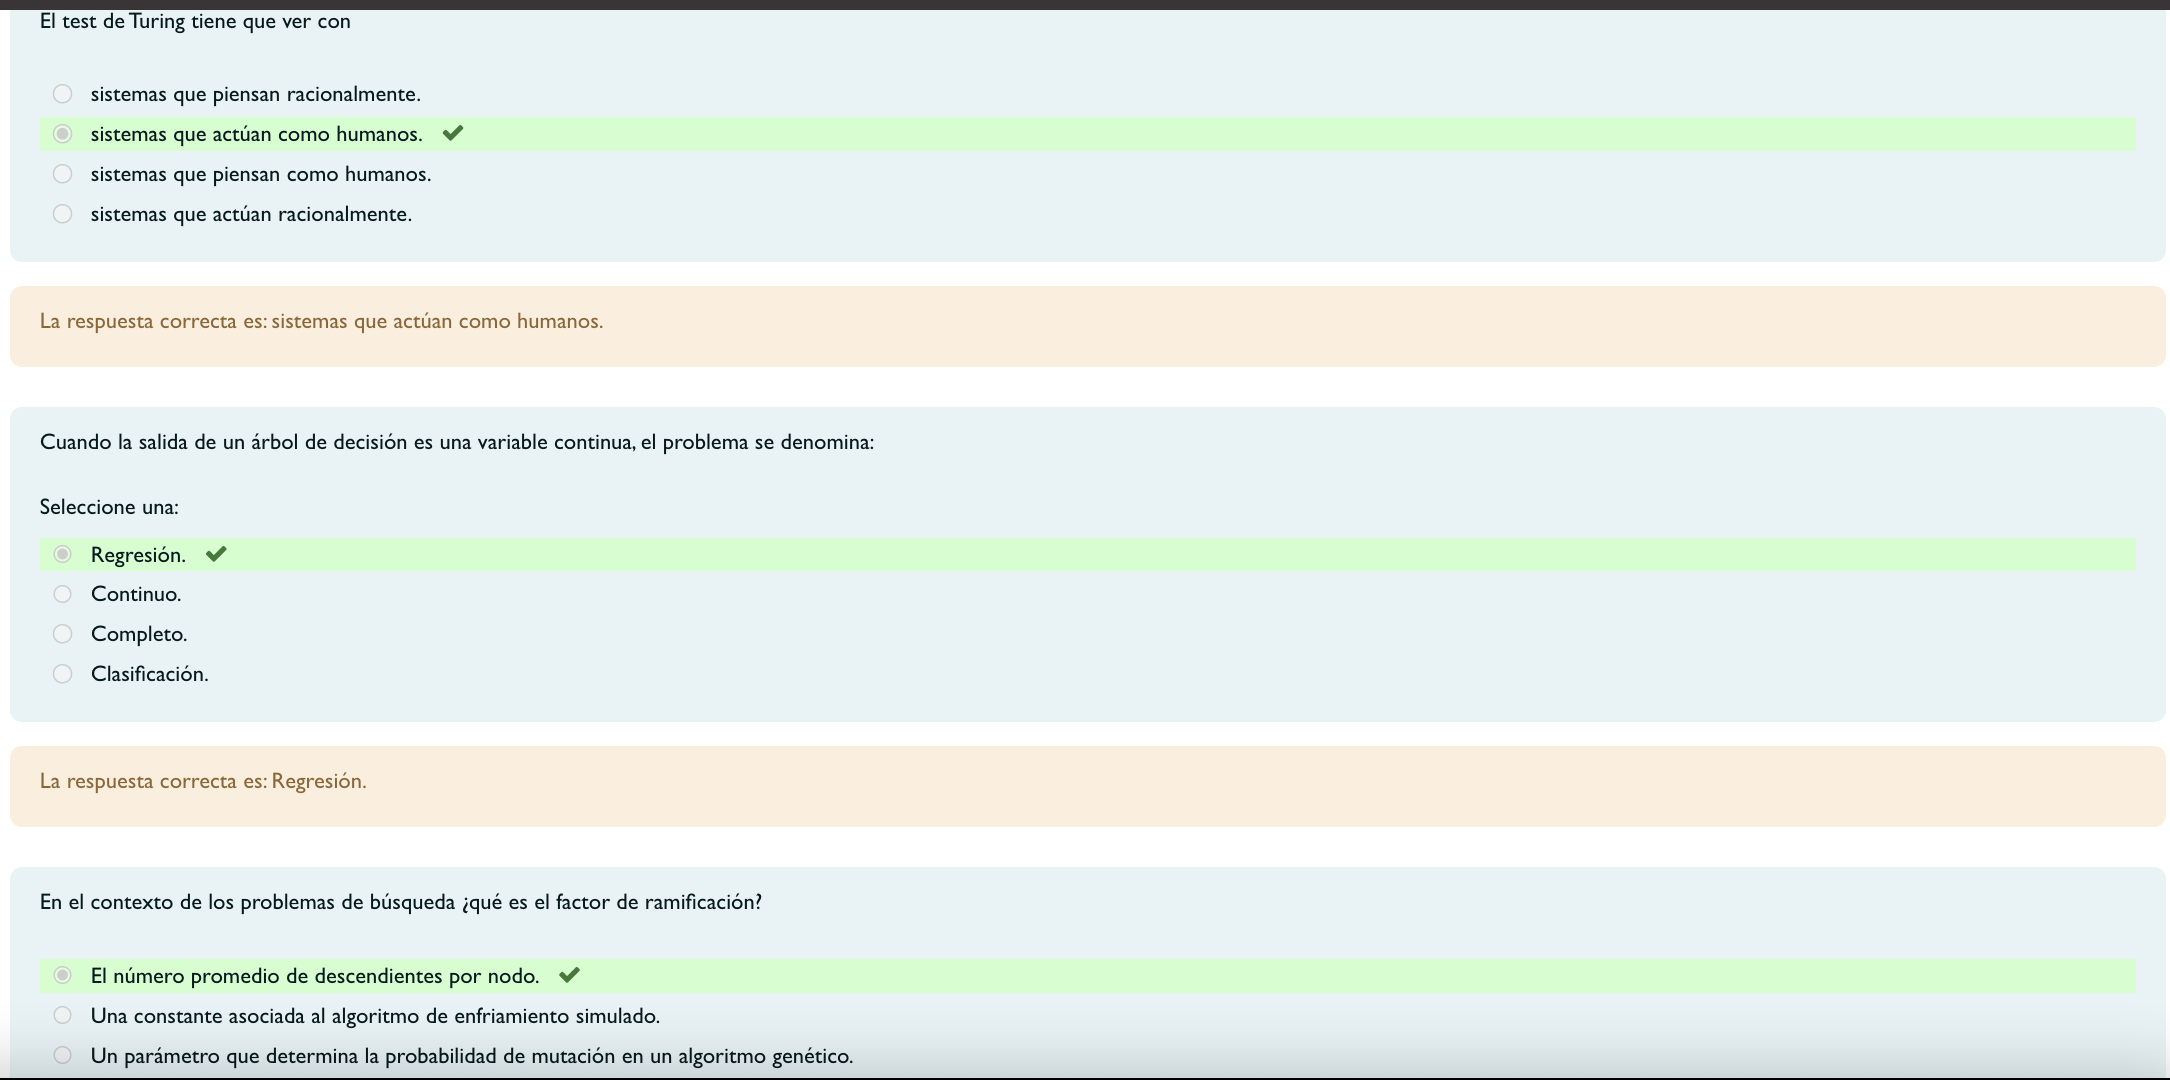 El test de Turing tiene que ver con
sistemas que piensan racionalmente.
sistemas que actúan como humanos.
sistemas que piensan como humanos.
sistemas que actúan racionalmente.
La respuesta correcta es: sistemas que actúan como humanos.
Cuando la salida de un árbol de decisión es una variable continua, el problema se denomina:
Seleccione una:
Regresión.
Continuo.
Completo.
Clasificación.
La respuesta correcta es: Regresión.
En el contexto de los problemas de búsqueda ¿qué es el factor de ramificación?
El número promedio de descendientes por nodo.
Una constante asociada al algoritmo de enfriamiento simulado.
Un parámetro que determina la probabilidad de mutación en un algoritmo genético.